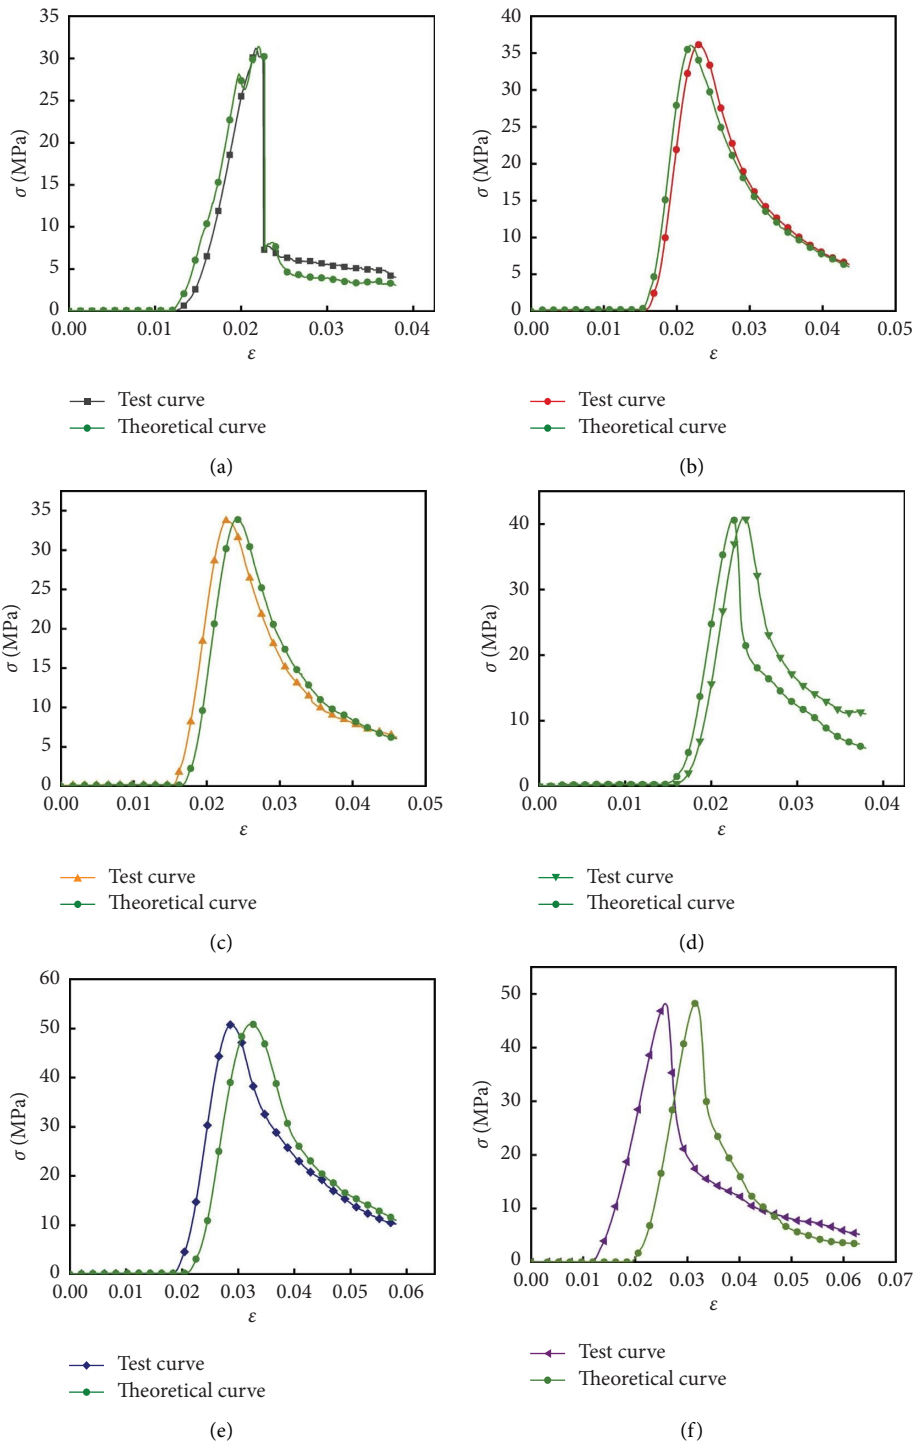 35
30
25
20
15
10
5
0
σ (MPa)
0.00 0.01 0.02 0.03 0.04
ε
Test curve
Theoretical curve
(a)
40
35
30
25
20
15
10
5
0
σ (MPa)
0.00 0.01 0.02 0.03 0.04 0.05
ε
Test curve
Theoretical curve
(b)
35
30
25
20
15
10
5
0
σ (MPa)
0.00 0.01 0.02 0.03 0.04 0.05
ε
Test curve
Theoretical curve
(c)
40
30
20
10
0
σ (MPa)
0.00 0.01 0.02 0.03 0.04
ε
Test curve
Theoretical curve
(d)
60
50
40
30
20
10
0
σ (MPa)
0.00 0.01 0.02 0.03 0.04 0.05 0.06
ε
Test curve
Theoretical curve
(e)
50
40
30
20
10
0
σ (MPa)
0.00 0.01 0.02 0.03 0.04 0.05 0.06 0.07
ε
Test curve
Theoretical curve
(f)